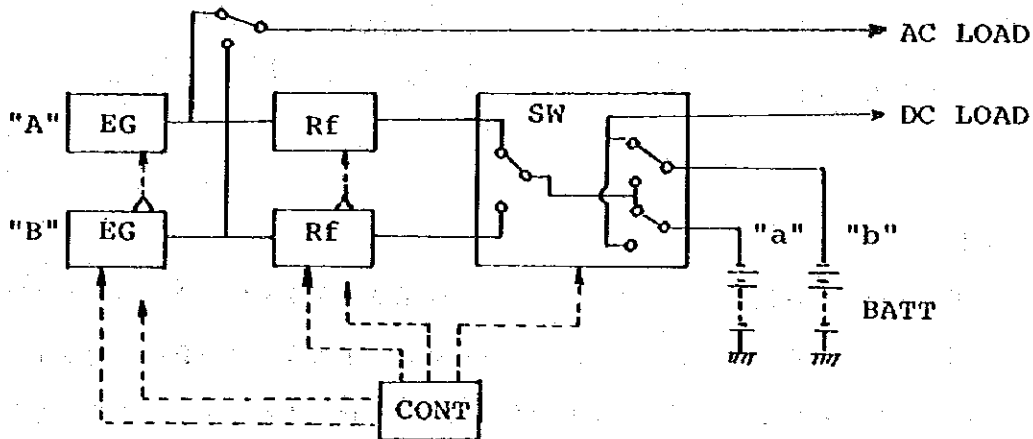 AC LOAD
"A" EG Rf SW DC LOAD
"B" EG Rf "a" "b"
BATT
CONT